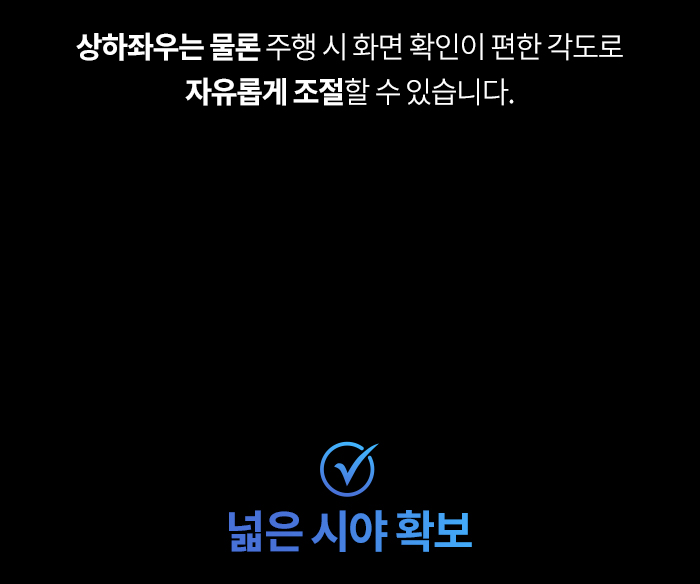 상하좌우는 물론 주행 시 화면 확인이 편한 각도로
자유롭게 조절할 수 있습니다.
넓은 시야 확보